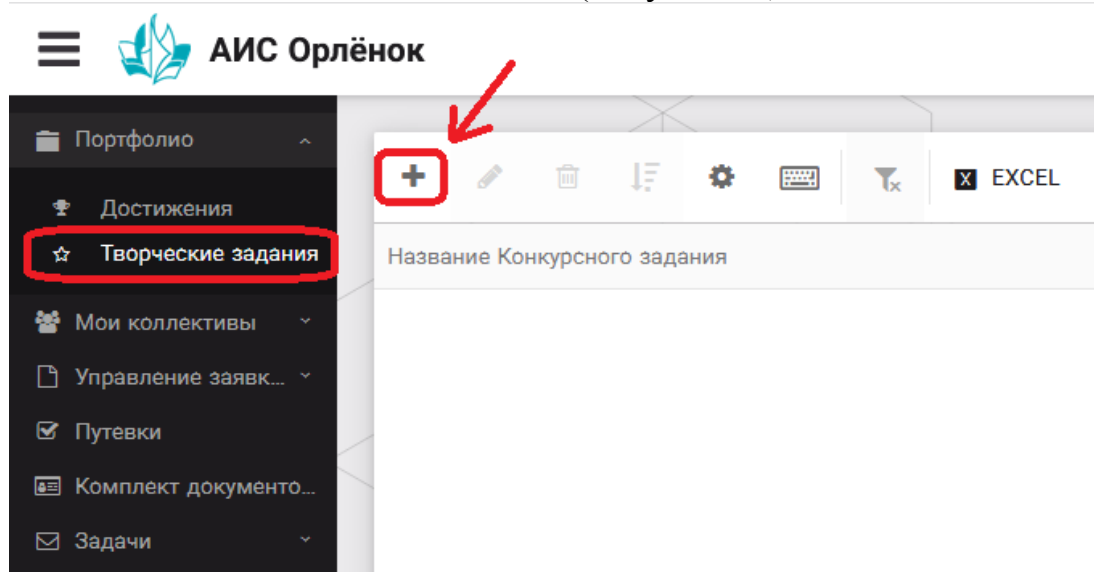 АИС Орлёнок
Портфолио
Достижения
Творческие задания
Мои коллективы
Управление заявк...
Путевки
Комплект документо...
Задачи
EXCEL
Название Конкурсного задания